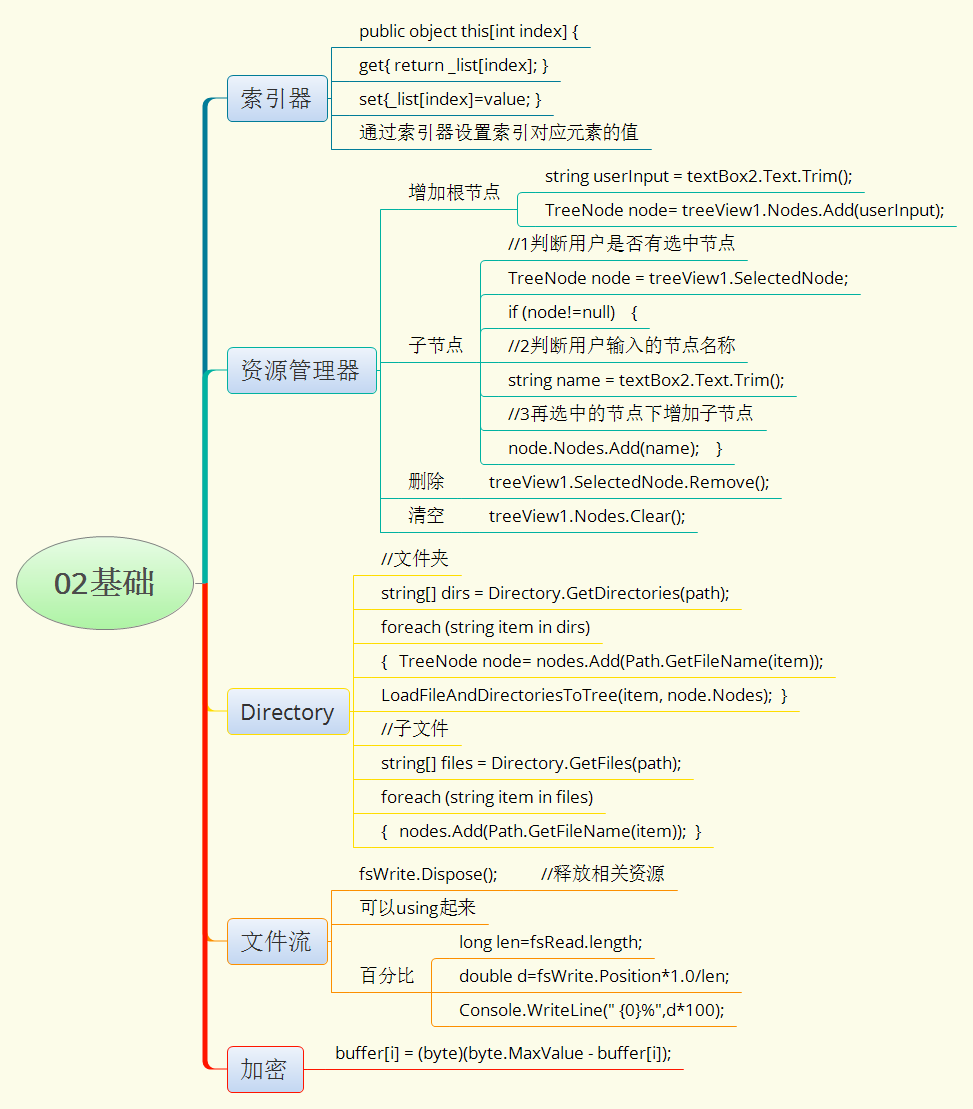 02基础
索引器
public object this[int index] {
get{ return _list[index]; }
set{_list[index]=value; }
通过索引器设置索引对应元素的值
资源管理器
增加根节点
string userInput = textBox2.Text.Trim();
TreeNode node= treeView1.Nodes.Add(userInput);
子节点
//1判断用户是否有选中节点
TreeNode node = treeView1.SelectedNode;
if (node!=null) {
//2判断用户输入的节点名称
string name = textBox2.Text.Trim();
//3再选中的节点下增加子节点
node.Nodes.Add(name); }
删除 treeView1.SelectedNode.Remove();
清空 treeView1.Nodes.Clear();
Directory
//文件夹
string[] dirs = Directory.GetDirectories(path);
foreach (string item in dirs)
{ TreeNode node= nodes.Add(Path.GetFileName(item));
LoadFileAndDirectoriesToTree(item, node.Nodes); }
//子文件
string[] files = Directory.GetFiles(path);
foreach (string item in files)
{ nodes.Add(Path.GetFileName(item)); }
文件流
fsWrite.Dispose(); //释放相关资源
可以using起来
百分比
long len=fsRead.length;
double d=fsWrite.Position*1.0/len;
Console.WriteLine(" {0}%",d*100);
加密
buffer[i] = (byte)(byte.MaxValue - buffer[i]);